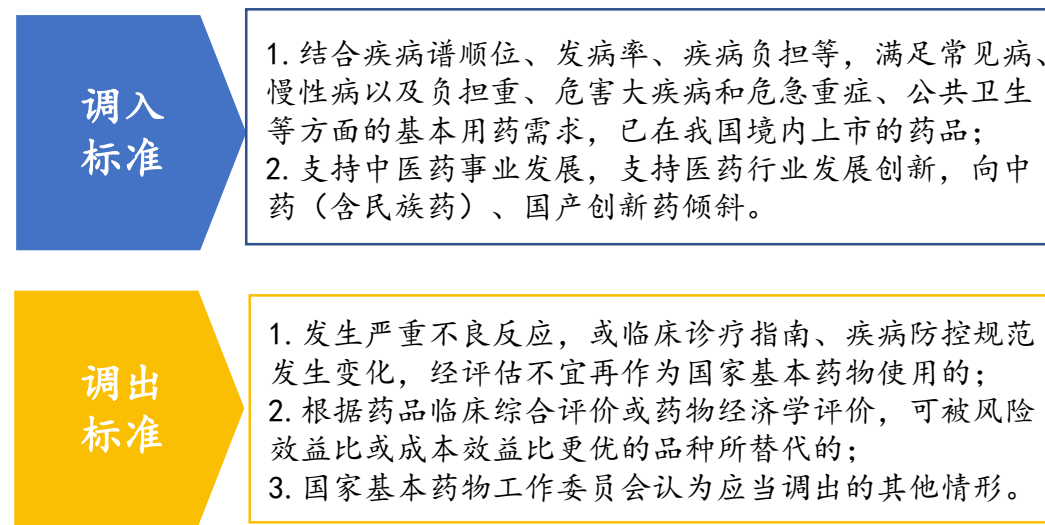 调入
标准
1.结合疾病谱顺位、发病率、疾病负担等，满足常见病、
慢性病以及负担重、危害大疾病和危急重症、公共卫生
等方面的基本用药需求，已在我国境内上市的药品；
2.支持中医药事业发展，支持医药行业发展创新，向中
药（含民族药）、国产创新药倾斜。
调出
标准
1.发生严重不良反应，或临床诊疗指南、疾病防控规范
发生变化，经评估不宜再作为国家基本药物使用的；
2.根据药品临床综合评价或药物经济学评价，可被风险
效益比或成本效益比更优的品种所替代的；
3.国家基本药物工作委员会认为应当调出的其他情形。